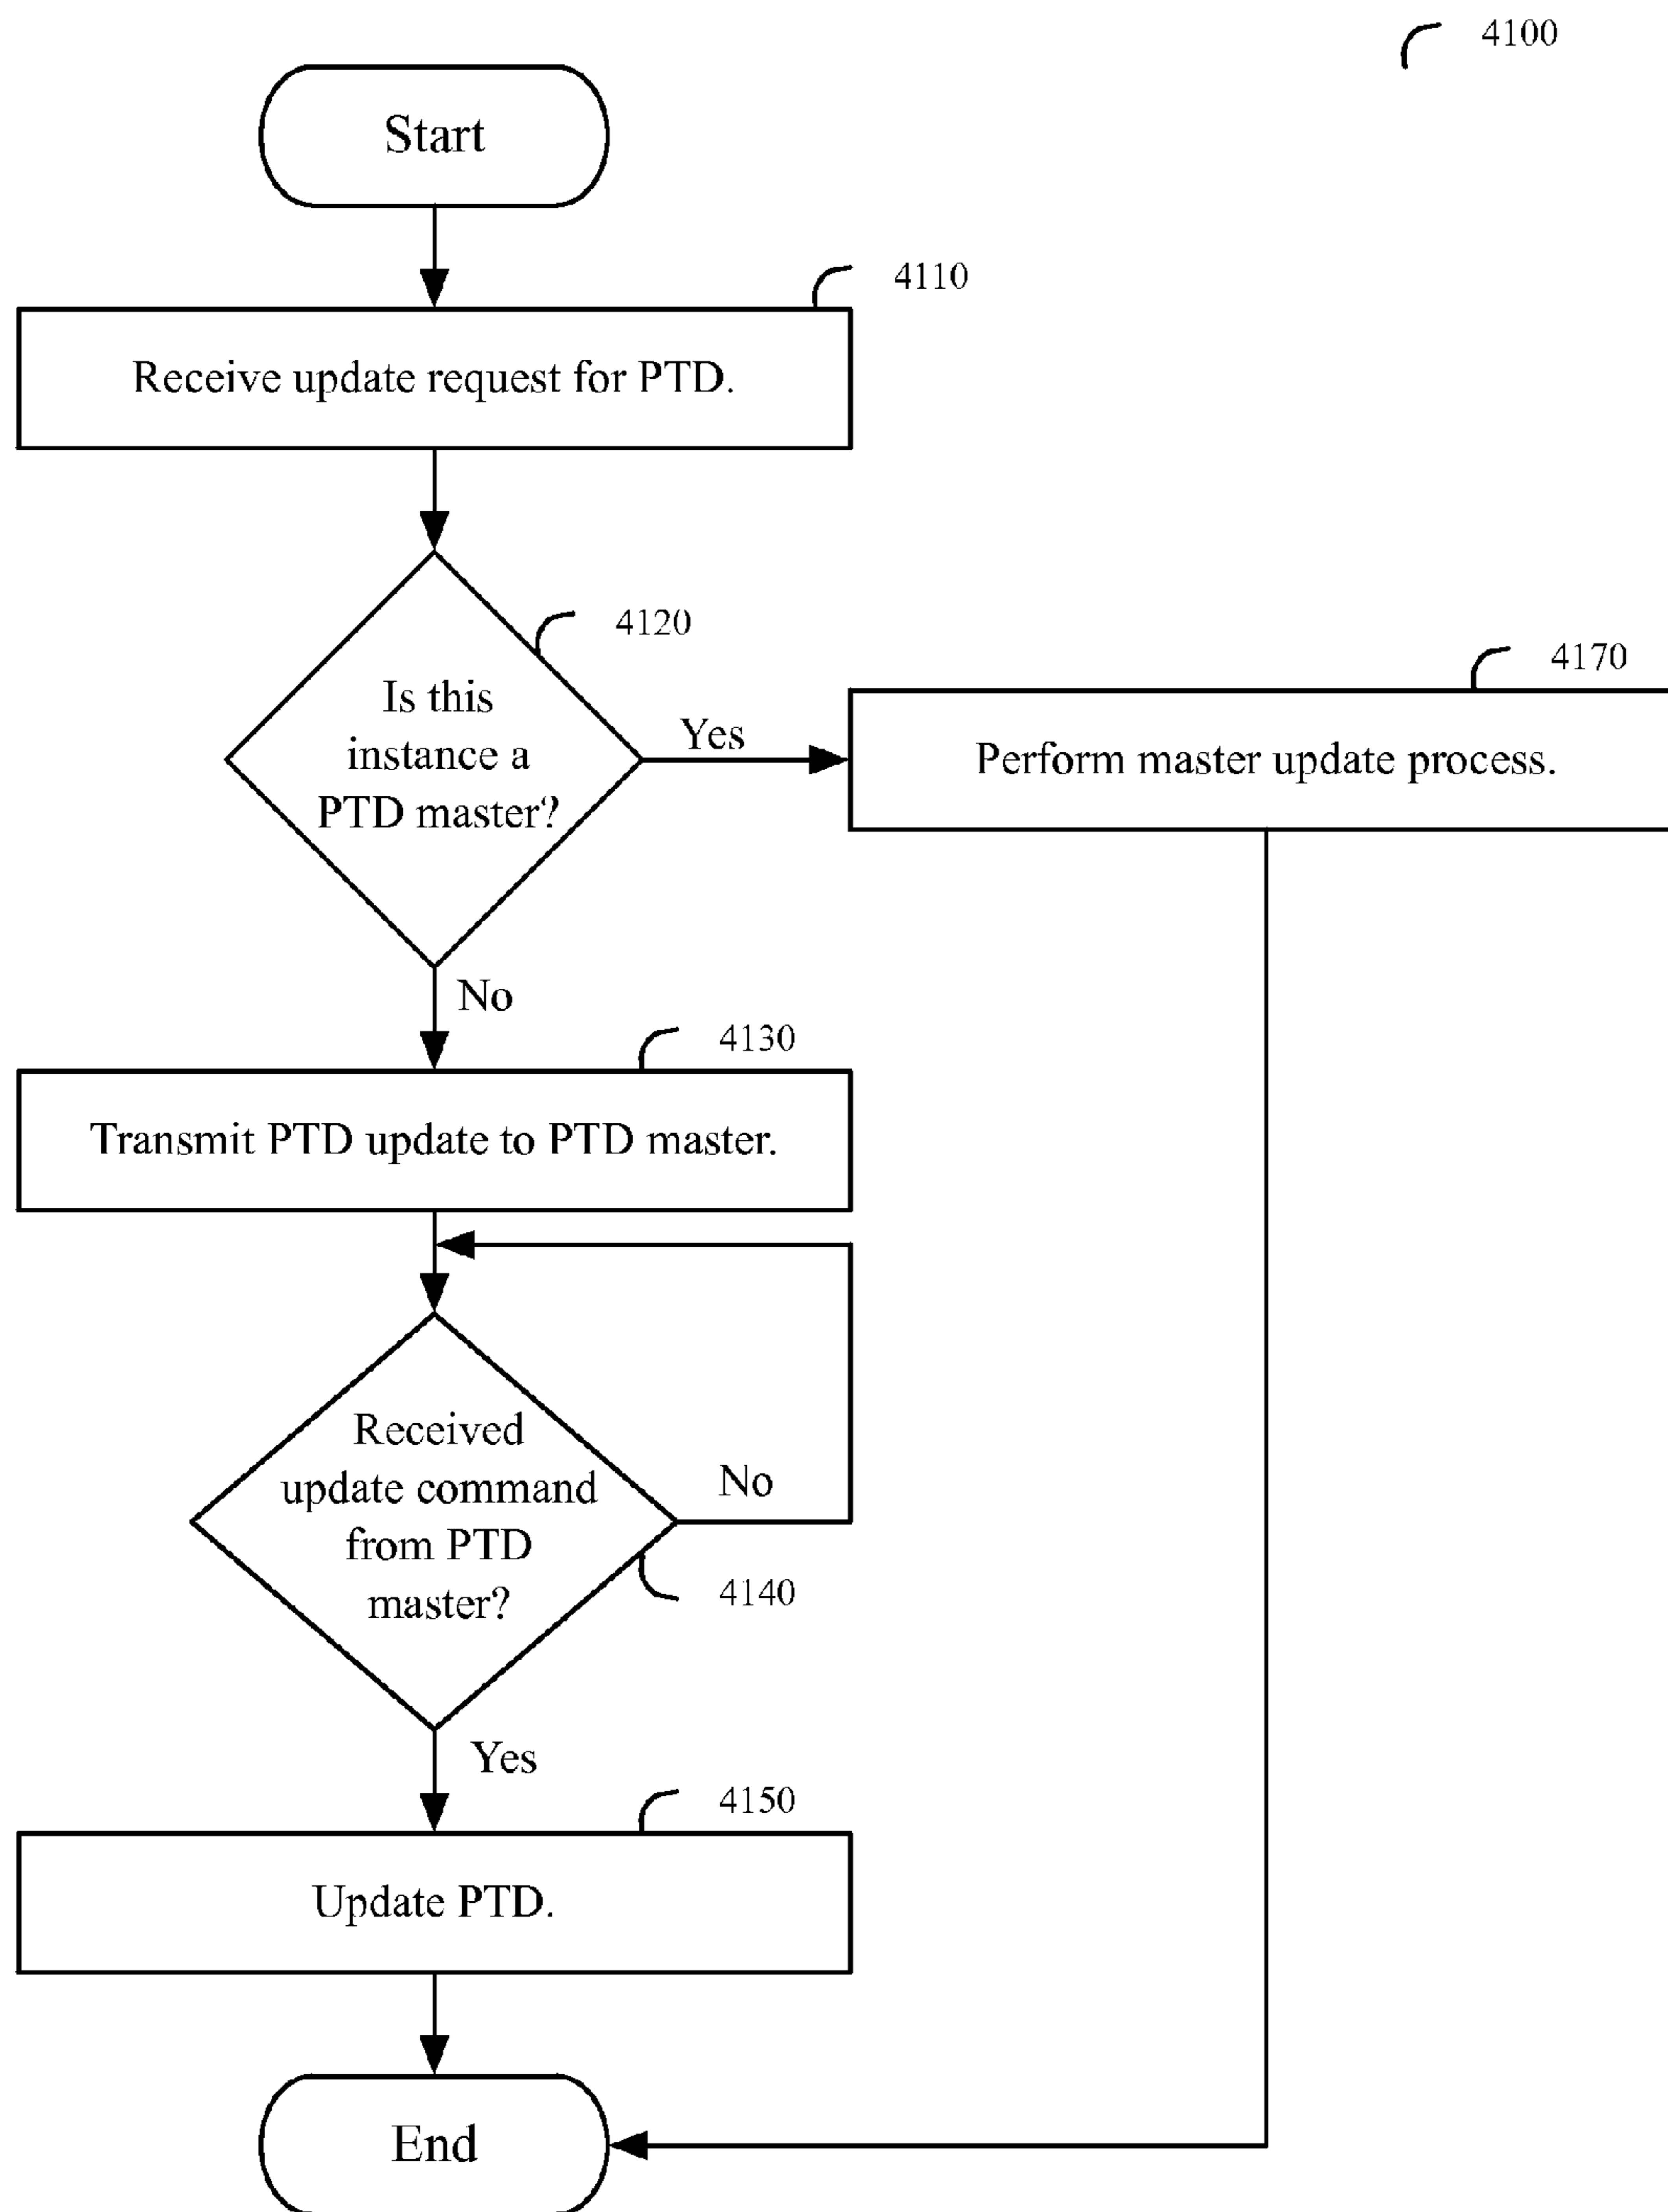 4100
Start
4110
Receive update request for PTD.
4120
Is this
instance a
PTD master?
Yes
4170
Perform master update process.
No
4130
Transmit PTD update to PTD master.
Received
update command
from PTD
master?
No
4140
Yes
4150
Update PTD.
End